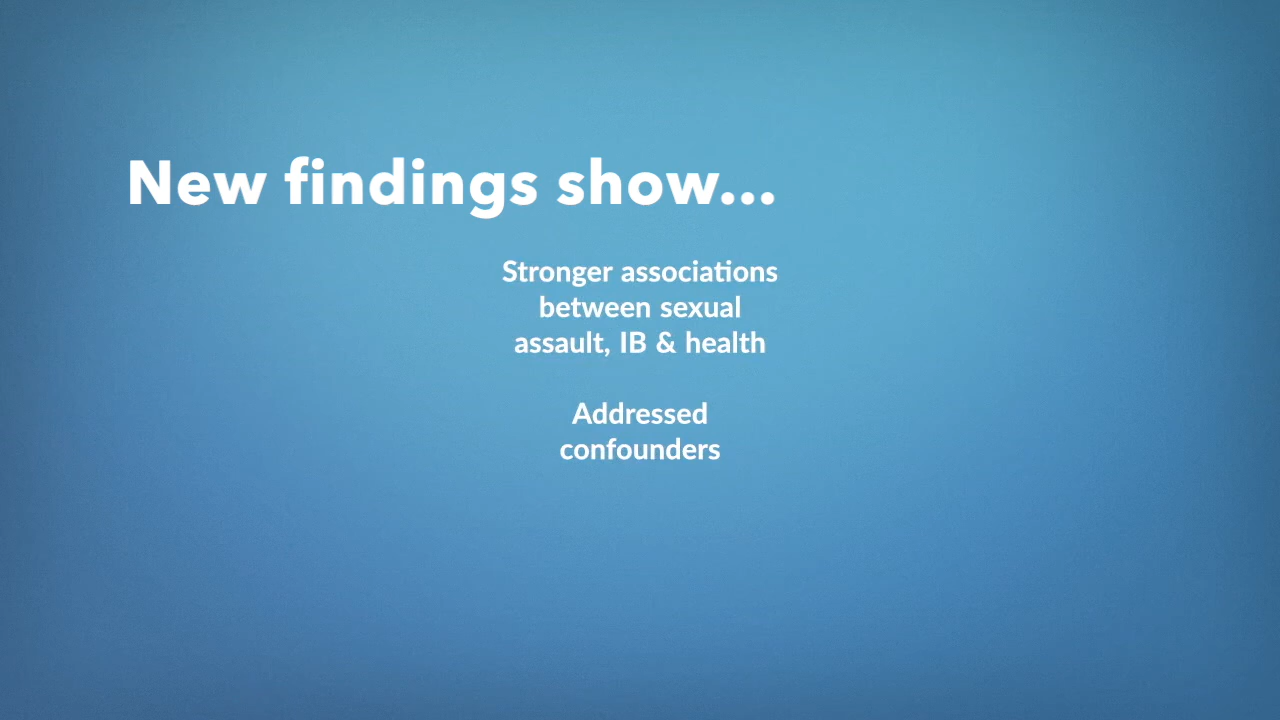 New findings show...
Stronger associations
between sexual
assault, IB & health
Addressed
confounders